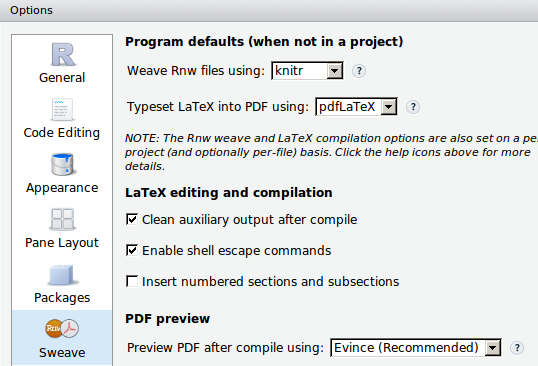 Options
General
Code Editing
Appearance
Pane Layout
Packages
Rnw
Sweave
Program defaults (when not in a project)
Weave Rnw files using: knitr ?
Typeset LaTeX into PDF using: pdfLaTeX ?
NOTE: The Rnw weave and LaTeX compilation options are also set on a pe
project (and optionally per-file) basis. Click the help icons above for more
details.
LaTeX editing and compilation
Clean auxiliary output after compile
Enable shell escape commands
Insert numbered sections and subsections
PDF preview
Preview PDF after compile using: Evince (Recommended) ?